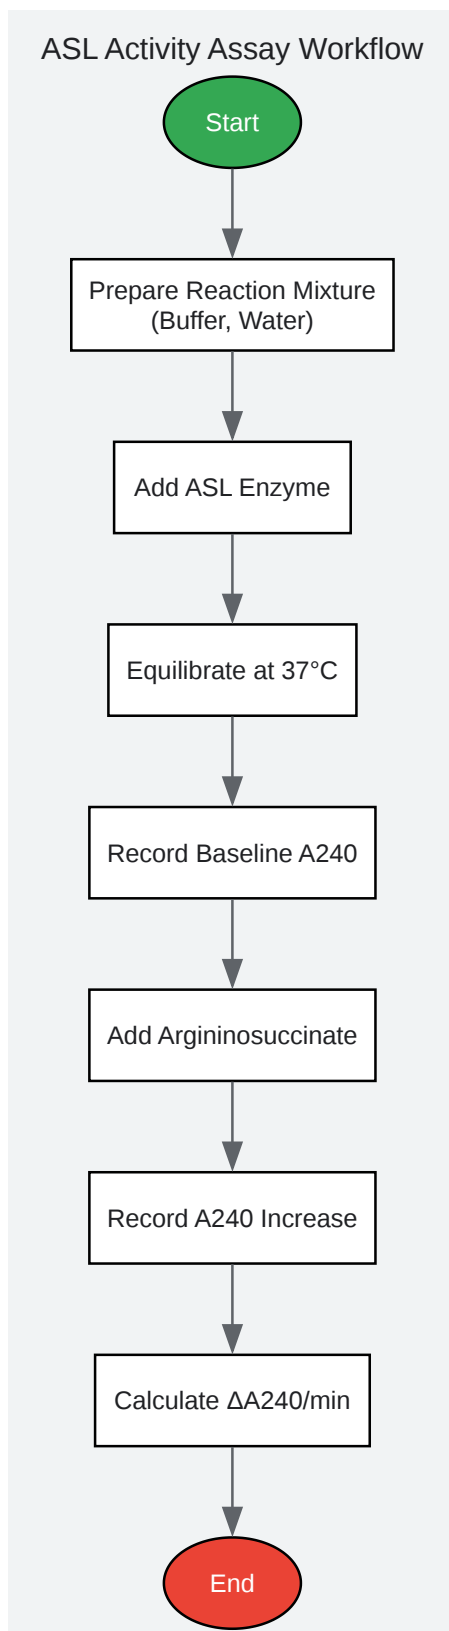 ASL Activity Assay Workflow
Start
Prepare Reaction Mixture
(Buffer, Water)
Add ASL Enzyme
Equilibrate at 37°C
Record Baseline A240
Add Argininosuccinate
Record A240 Increase
Calculate ΔA240/min
End